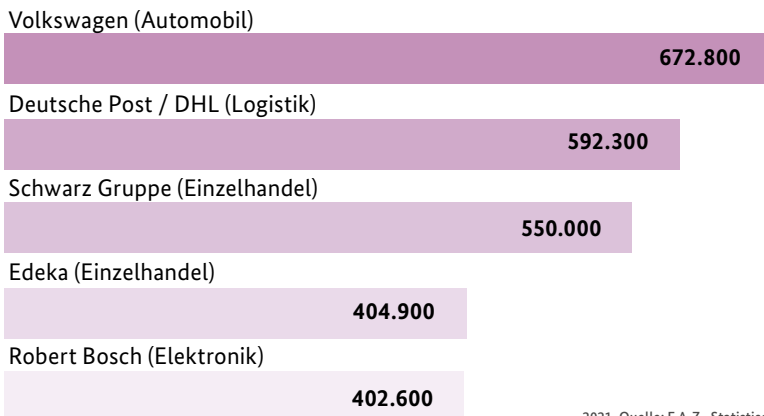 Volkswagen (Automobil)
672.800
Deutsche Post / DHL (Logistik)
592.300
Schwarz Gruppe (Einzelhandel)
550.000
Edeka (Einzelhandel)
404.900
Robert Bosch (Elektronik)
402.600
2021, Quelle: F.A.Z., Statistisc